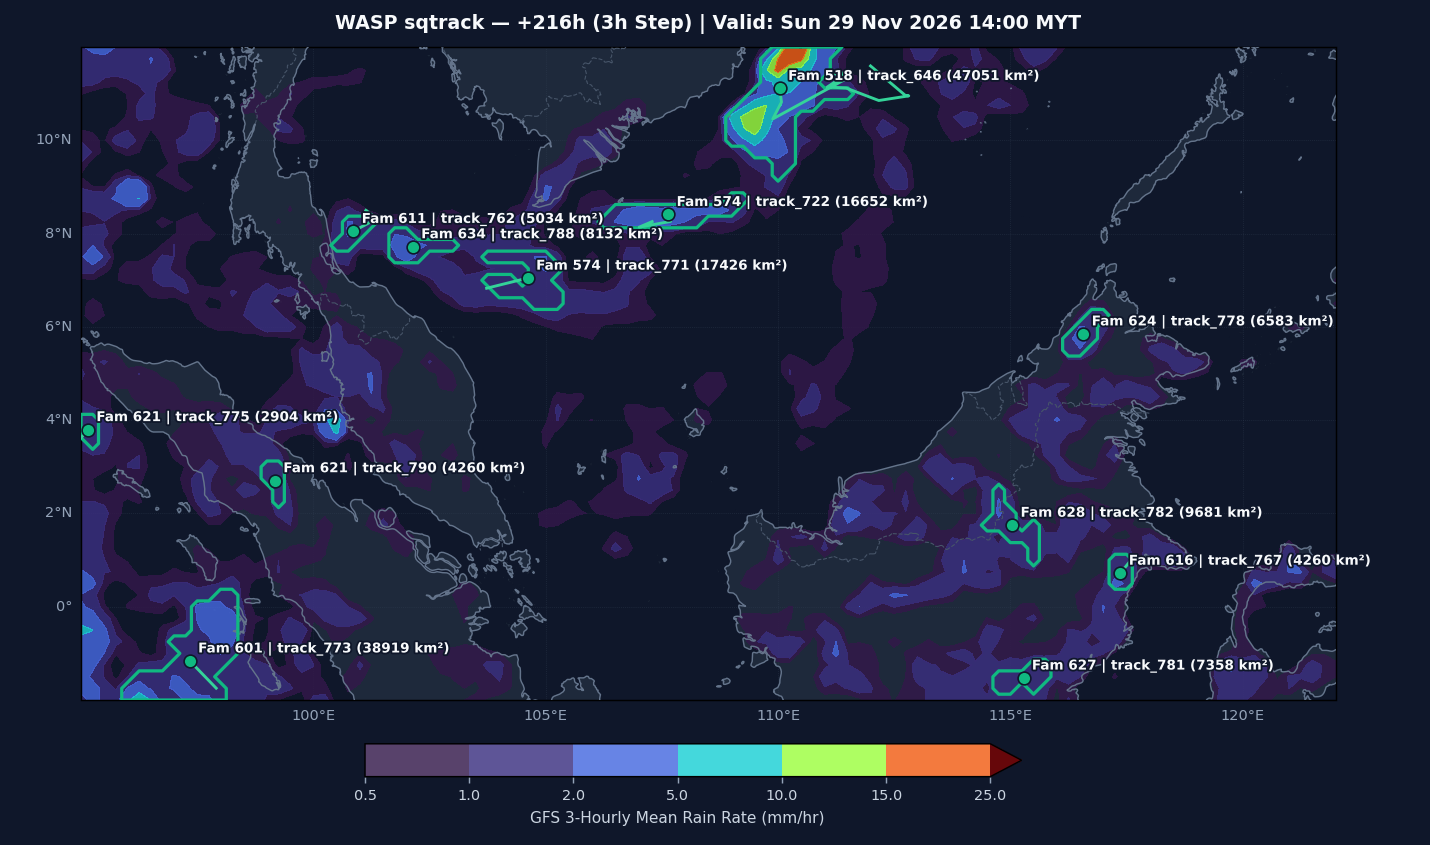 WASP sqtrack — +216h (3h Step) | Valid: Sun 29 Nov 2026 14:00 MYT
Fam 518 | track_646 (47051 km²)
10°N
Fam 574 | track_722 (16652 km²)
Fam 611 | track_762 (5034 km²)
8°N
Fam 634 | track_788 (8132 km²)
Fam 574 | track_771 (17426 km²)
6°N
Fam 624 | track_778 (6583 km²)
4°N
Fam 621 | track_775 (2904 km²)
Fam 621 | track_790 (4260 km²)
2°N
Fam 628 | track_782 (9681 km²)
Fam 616 | track_767 (4260 km²)
0°
Fam 601 | track_773 (38919 km²)
Fam 627 | track_781 (7358 km²)
100°E 105°E 110°E 115°E 120°E
0.5 1.0 2.0 5.0 10.0 15.0 25.0
GFS 3-Hourly Mean Rain Rate (mm/hr)